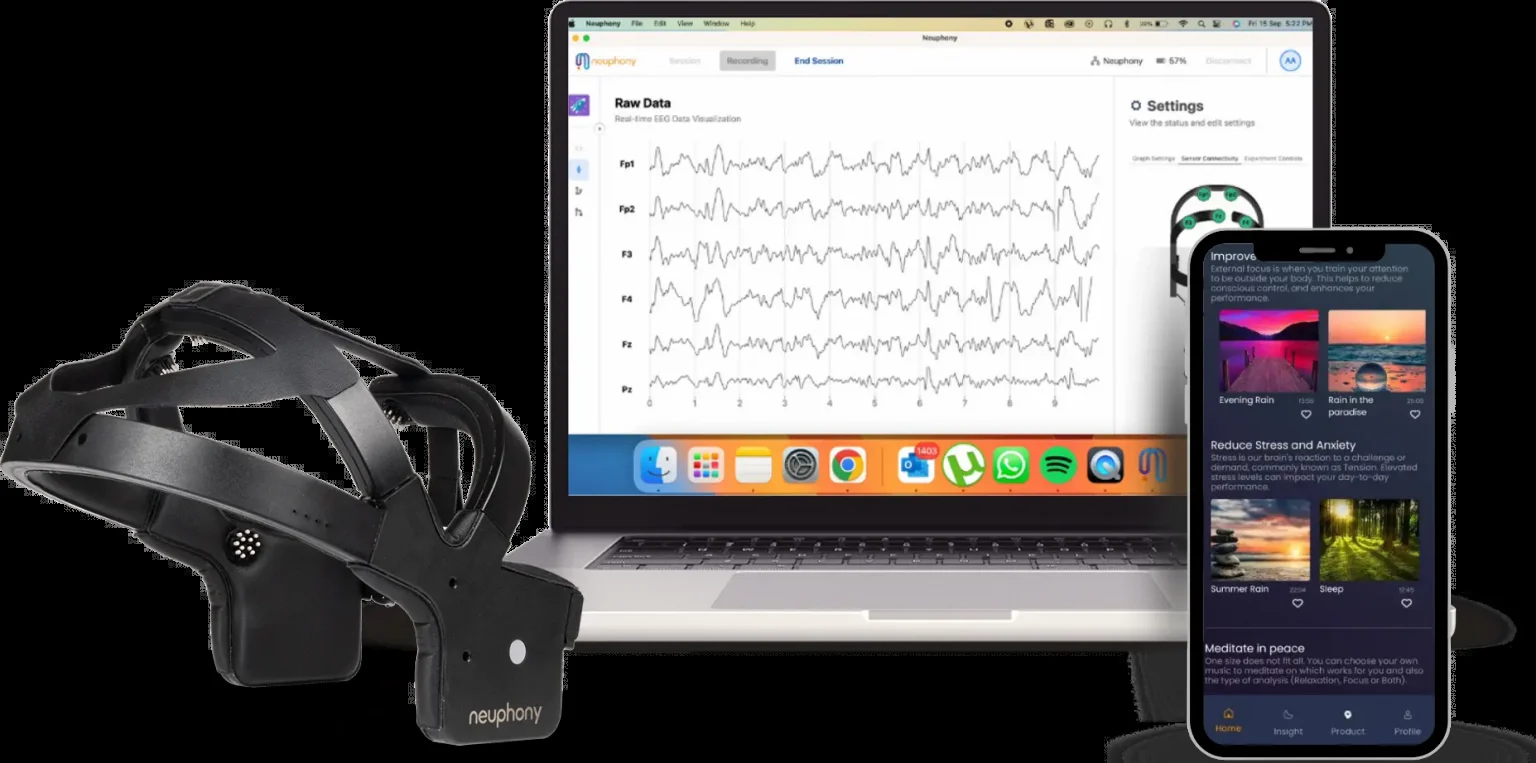 Neuphony File Edit View Window Help
Fri 15 Sep 5:22 PM
Neuphony
neuphony Session Recording End Session
Neuphony 57% Disconnect AA
Raw Data
Real-time EEG Data Visualization
Fp1
Fp2
F3
F4
Fz
Pz
0 1 2 3 4 5 6 7 8 9
Settings
View the status and edit settings
Graph Settings Sensor Connectivity Experiment Controls
1403
neuphony
Improve
External focus is when you train your attention
to be outside your body. This helps to reduce
conscious control, and enhances your
performance.
Evening Rain
Rain in the
paradise
25:00
Reduce Stress and Anxiety
Stress is our brain's reaction to a challenge or
demand, commonly known as Tension. Elevated
stress levels can impact your day-to-day
performance.
Summer Rain 22:04
Sleep 12:45
Meditate in peace
One size does not fit all. You can choose your own
music to meditate on which works for you and also
the type of analysis (Relaxation, Focus or Both).
Home Insight Product Profile